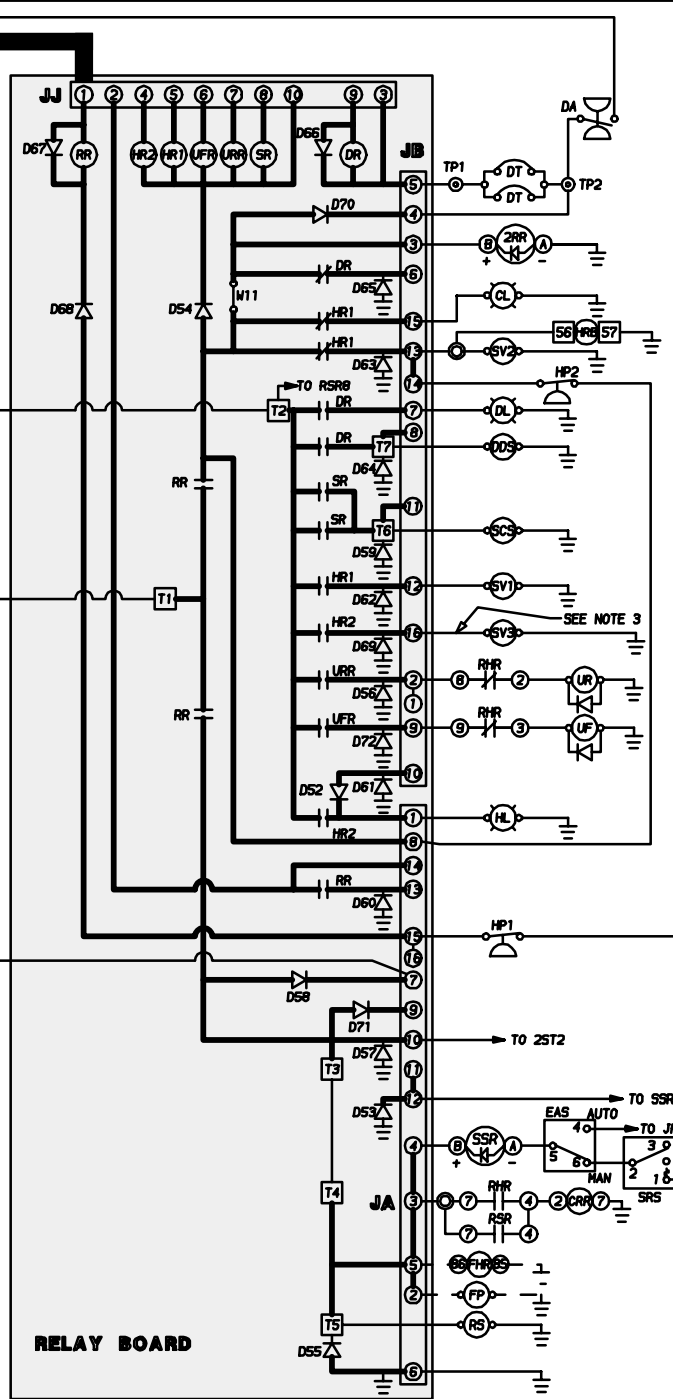 JJ 1 2 4 5 6 7 8 10 9 3
DA
D67 RR HR2 HR1 UFR URR SR D66 DR JB
TP1 DT TP2
5
DT
D70 4
3 B 2RR A
+ -
DR 6
D65
W11 CL
D68 D54 HR1 15
56 HRB 57
HR1 13 SV2
D63
HP2
14
TO RSR8
T2 DR 7 DL
8
DR T7 DDS
D64
RR SR
11
SR T6 SCS
D59
HR1 12 SV1
T1 D62
SEE NOTE 3
HR2 16 SV3
D69
URR 2 8 RHR 2 UR
D56
1
RR UFR 9 9 RHR 3 UF
D72
10
D52 D61
1 HL
HR2 8
14
RR 13
D60
15 HP1
16
7
D58
9
D71
10 TO 2ST2
D57
T3 11
12 TO SSR
D53
EAS AUTO
4 TO J
4 B SSR A 5 3
+ - 6 2
MAN 1
SRS
T4
JA 3 7 RHR 4 2 CRR 7
7 RSR 4
5 86 FHR 85
2 FP
T5 RS
RELAY BOARD
D55
6